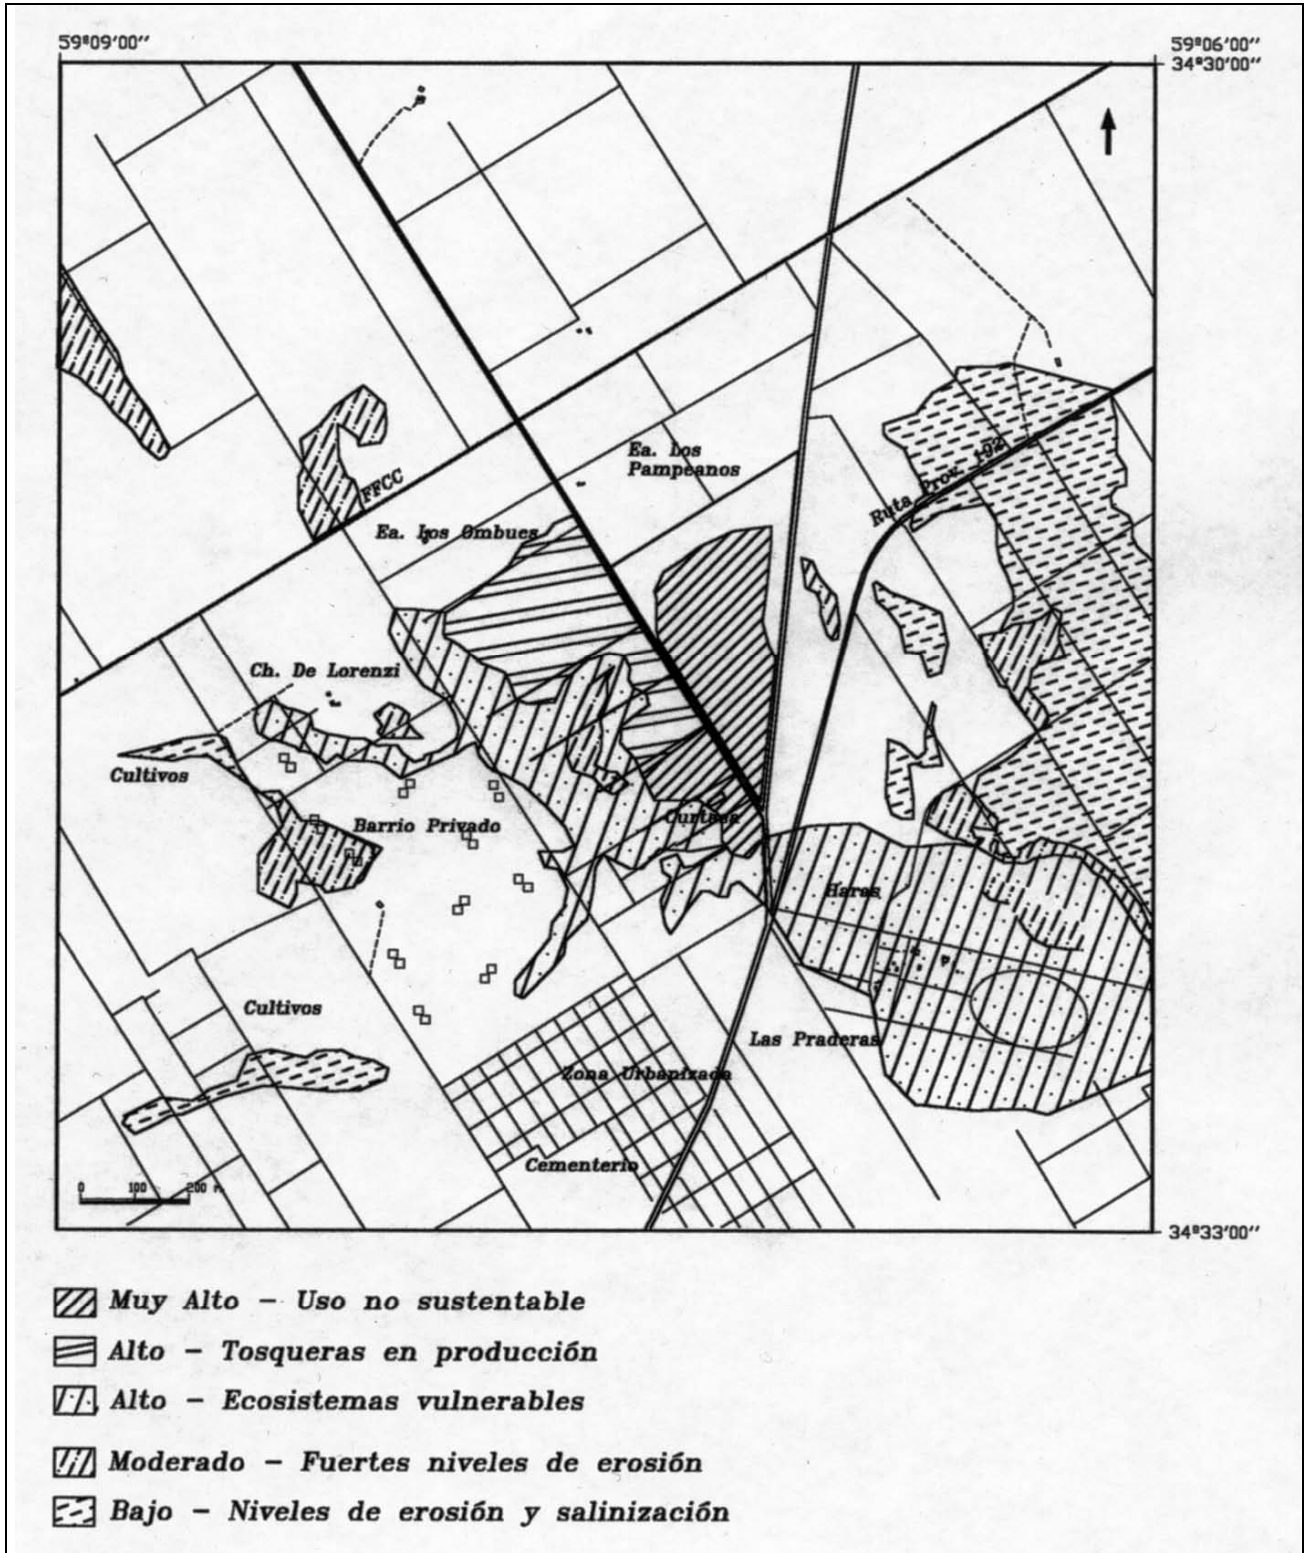 59º09'00''
59º06'00''
34º30'00''
Ea. Los
Pampeanos
Ruta Prov. 192
FFCC
Ea. Los Ombues
Ch. De Lorenzi
Cultivos
Barrio Privado
Curtiosa
Haras
Cultivos
Las Praderas
Zona Urbanizada
Cementerio
0 100 200 m.
34º33'00''
Muy Alto - Uso no sustentable
Alto - Tosqueras en producción
Alto - Ecosistemas vulnerables
Moderado - Fuertes niveles de erosión
Bajo - Niveles de erosión y salinización